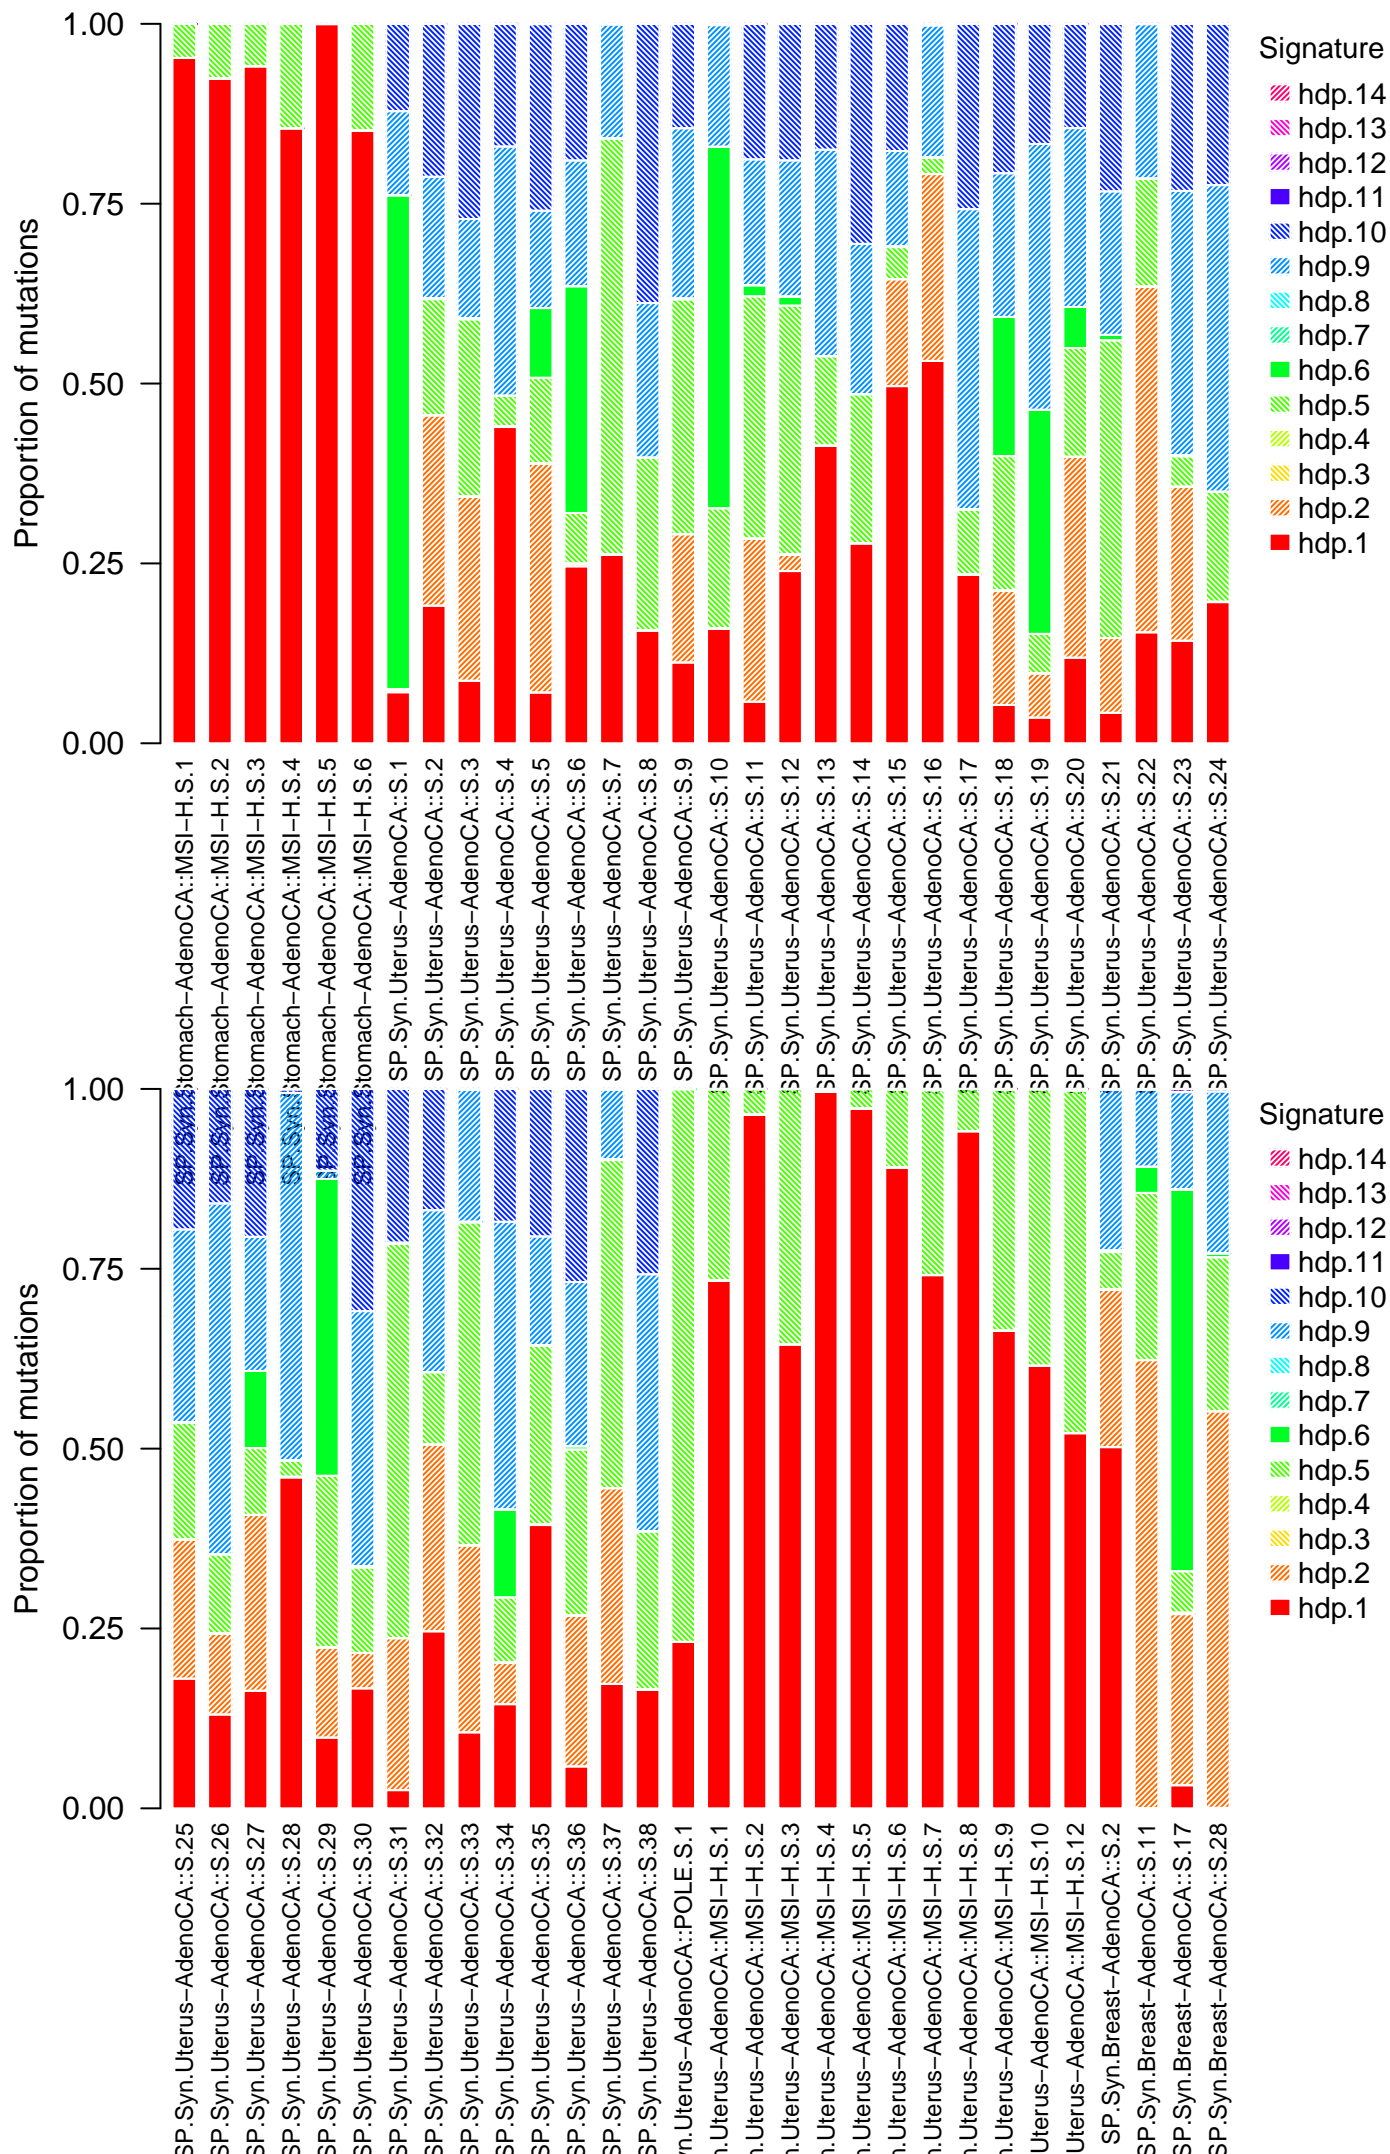 Signature
hdp.14
hdp.13
hdp.12
hdp.11
hdp.10
hdp.9
hdp.8
hdp.7
hdp.6
hdp.5
hdp.4
hdp.3
hdp.2
hdp.1
Proportion of mutations
1.00
0.75
0.50
0.25
0.00
SP.Syn.Stomach−AdenoCA::MSI−H.S.1
SP.Syn.Stomach−AdenoCA::MSI−H.S.2
SP.Syn.Stomach−AdenoCA::MSI−H.S.3
SP.Syn.Stomach−AdenoCA::MSI−H.S.4
SP.Syn.Stomach−AdenoCA::MSI−H.S.5
SP.Syn.Stomach−AdenoCA::MSI−H.S.6
SP.Syn.Uterus−AdenoCA::S.1
SP.Syn.Uterus−AdenoCA::S.2
SP.Syn.Uterus−AdenoCA::S.3
SP.Syn.Uterus−AdenoCA::S.4
SP.Syn.Uterus−AdenoCA::S.5
SP.Syn.Uterus−AdenoCA::S.6
SP.Syn.Uterus−AdenoCA::S.7
SP.Syn.Uterus−AdenoCA::S.8
SP.Syn.Uterus−AdenoCA::S.9
SP.Syn.Uterus−AdenoCA::S.10
SP.Syn.Uterus−AdenoCA::S.11
SP.Syn.Uterus−AdenoCA::S.12
SP.Syn.Uterus−AdenoCA::S.13
SP.Syn.Uterus−AdenoCA::S.14
SP.Syn.Uterus−AdenoCA::S.15
SP.Syn.Uterus−AdenoCA::S.16
SP.Syn.Uterus−AdenoCA::S.17
SP.Syn.Uterus−AdenoCA::S.18
SP.Syn.Uterus−AdenoCA::S.19
SP.Syn.Uterus−AdenoCA::S.20
SP.Syn.Uterus−AdenoCA::S.21
SP.Syn.Uterus−AdenoCA::S.22
SP.Syn.Uterus−AdenoCA::S.23
SP.Syn.Uterus−AdenoCA::S.24
Signature
hdp.14
hdp.13
hdp.12
hdp.11
hdp.10
hdp.9
hdp.8
hdp.7
hdp.6
hdp.5
hdp.4
hdp.3
hdp.2
hdp.1
Proportion of mutations
1.00
0.75
0.50
0.25
0.00
SP.Syn.Uterus−AdenoCA::S.25
SP.Syn.Uterus−AdenoCA::S.26
SP.Syn.Uterus−AdenoCA::S.27
SP.Syn.Uterus−AdenoCA::S.28
SP.Syn.Uterus−AdenoCA::S.29
SP.Syn.Uterus−AdenoCA::S.30
SP.Syn.Uterus−AdenoCA::S.31
SP.Syn.Uterus−AdenoCA::S.32
SP.Syn.Uterus−AdenoCA::S.33
SP.Syn.Uterus−AdenoCA::S.34
SP.Syn.Uterus−AdenoCA::S.35
SP.Syn.Uterus−AdenoCA::S.36
SP.Syn.Uterus−AdenoCA::S.37
SP.Syn.Uterus−AdenoCA::S.38
yn.Uterus−AdenoCA::POLE.S.1
n.Uterus−AdenoCA::MSI−H.S.1
n.Uterus−AdenoCA::MSI−H.S.2
n.Uterus−AdenoCA::MSI−H.S.3
n.Uterus−AdenoCA::MSI−H.S.4
n.Uterus−AdenoCA::MSI−H.S.5
n.Uterus−AdenoCA::MSI−H.S.6
n.Uterus−AdenoCA::MSI−H.S.7
n.Uterus−AdenoCA::MSI−H.S.8
n.Uterus−AdenoCA::MSI−H.S.9
Uterus−AdenoCA::MSI−H.S.10
Uterus−AdenoCA::MSI−H.S.12
SP.Syn.Breast−AdenoCA::S.2
SP.Syn.Breast−AdenoCA::S.11
SP.Syn.Breast−AdenoCA::S.17
SP.Syn.Breast−AdenoCA::S.28